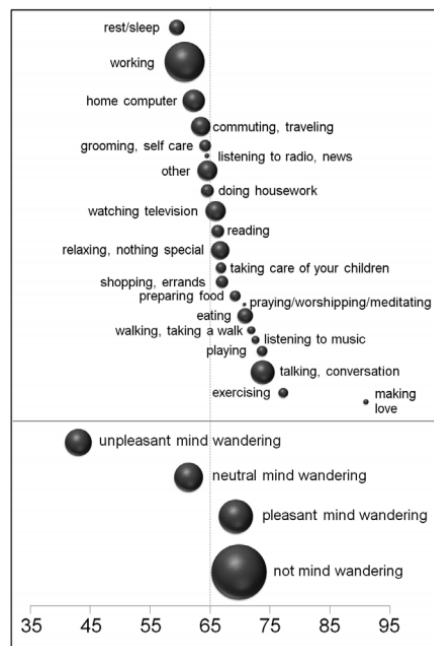 rest/sleep
working
home computer
commuting, traveling
grooming, self care
listening to radio, news
other
doing housework
watching television
reading
relaxing, nothing special
taking care of your children
shopping, errands
preparing food
praying/worshipping/meditating
eating
walking, taking a walk
listening to music
playing
talking, conversation
exercising
making
love
unpleasant mind wandering
neutral mind wandering
pleasant mind wandering
not mind wandering
35 45 55 65 75 85 95